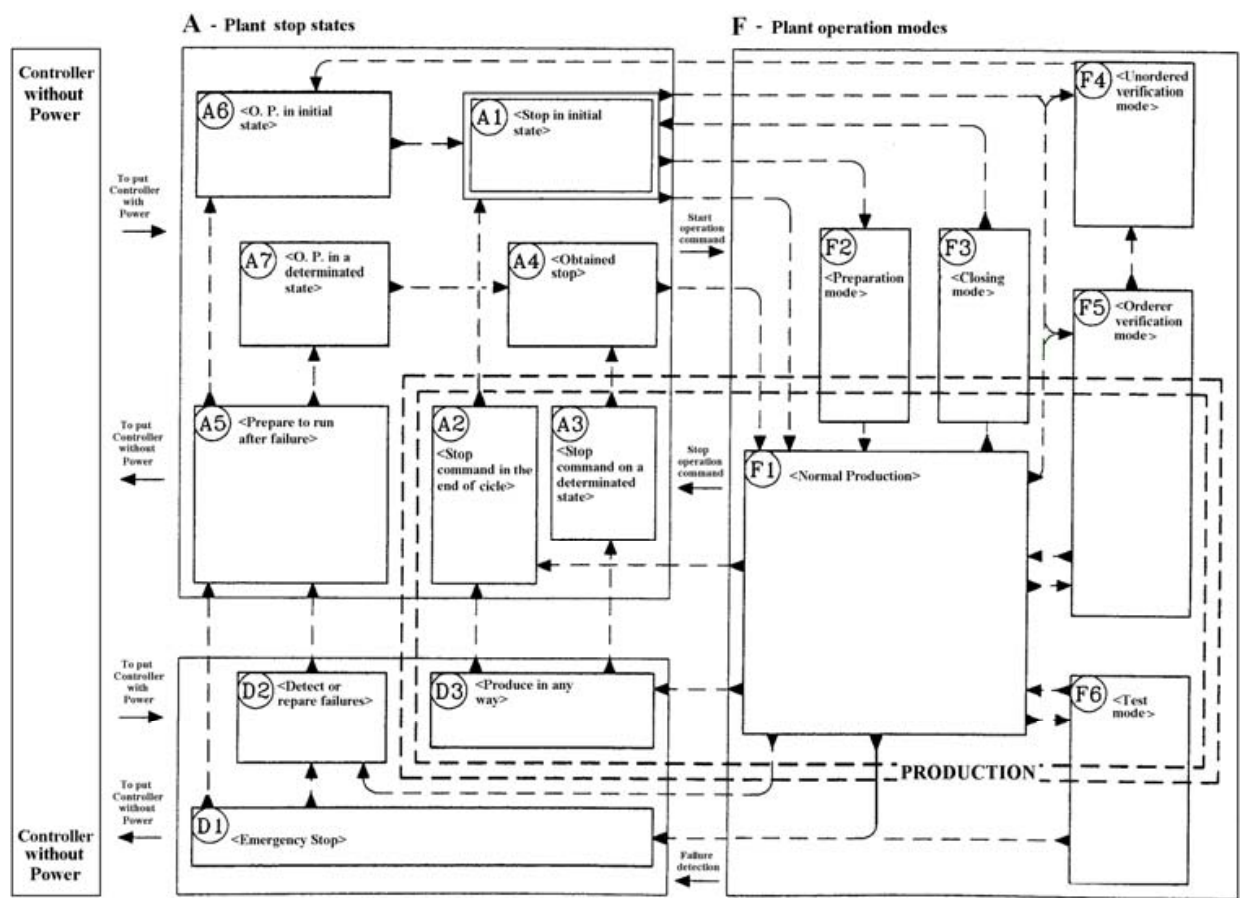 A - Plant stop states
F - Plant operation modes
Controller
without
Power
To put
Controller
with
Power
To put
Controller
without
Power
To put
Controller
with
Power
To put
Controller
without
Power
Controller
without
Power
A6
<O. P. in initial
state>
A1
<Stop in initial
state>
A7
<O. P. in a
determinated
state>
A4
<Obtained
stop>
A5
<Prepare to run
after failure>
A2
<Stop
command in the
end of cicle>
A3
<Stop
command on a
determinated
state>
D2
<Detect or
repare failures>
D3
<Produce in any
way>
D1
<Emergency Stop>
Start
operation
command
Stop
operation
command
Failure
detection
F4
<Unordered
verification
mode>
F2
<Preparation
mode>
F3
<Closing
mode>
F5
<Orderer
verification
mode>
F1
<Normal Production>
F6
<Test
mode>
PRODUCTION